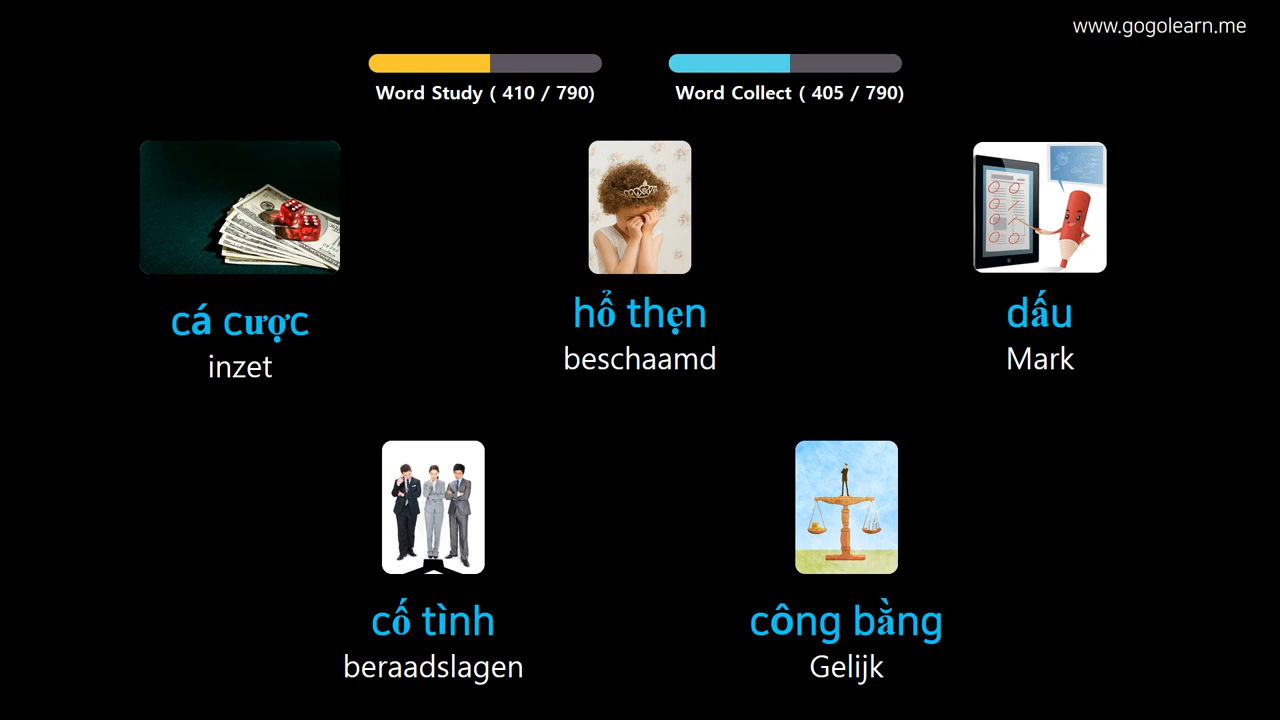 www.gogolearn.me
Word Study ( 410 / 790)
Word Collect ( 405 / 790)
cá cược
inzet
hổ thẹn
beschaamd
dấu
Mark
cố tình
beraadslagen
công bằng
Gelijk